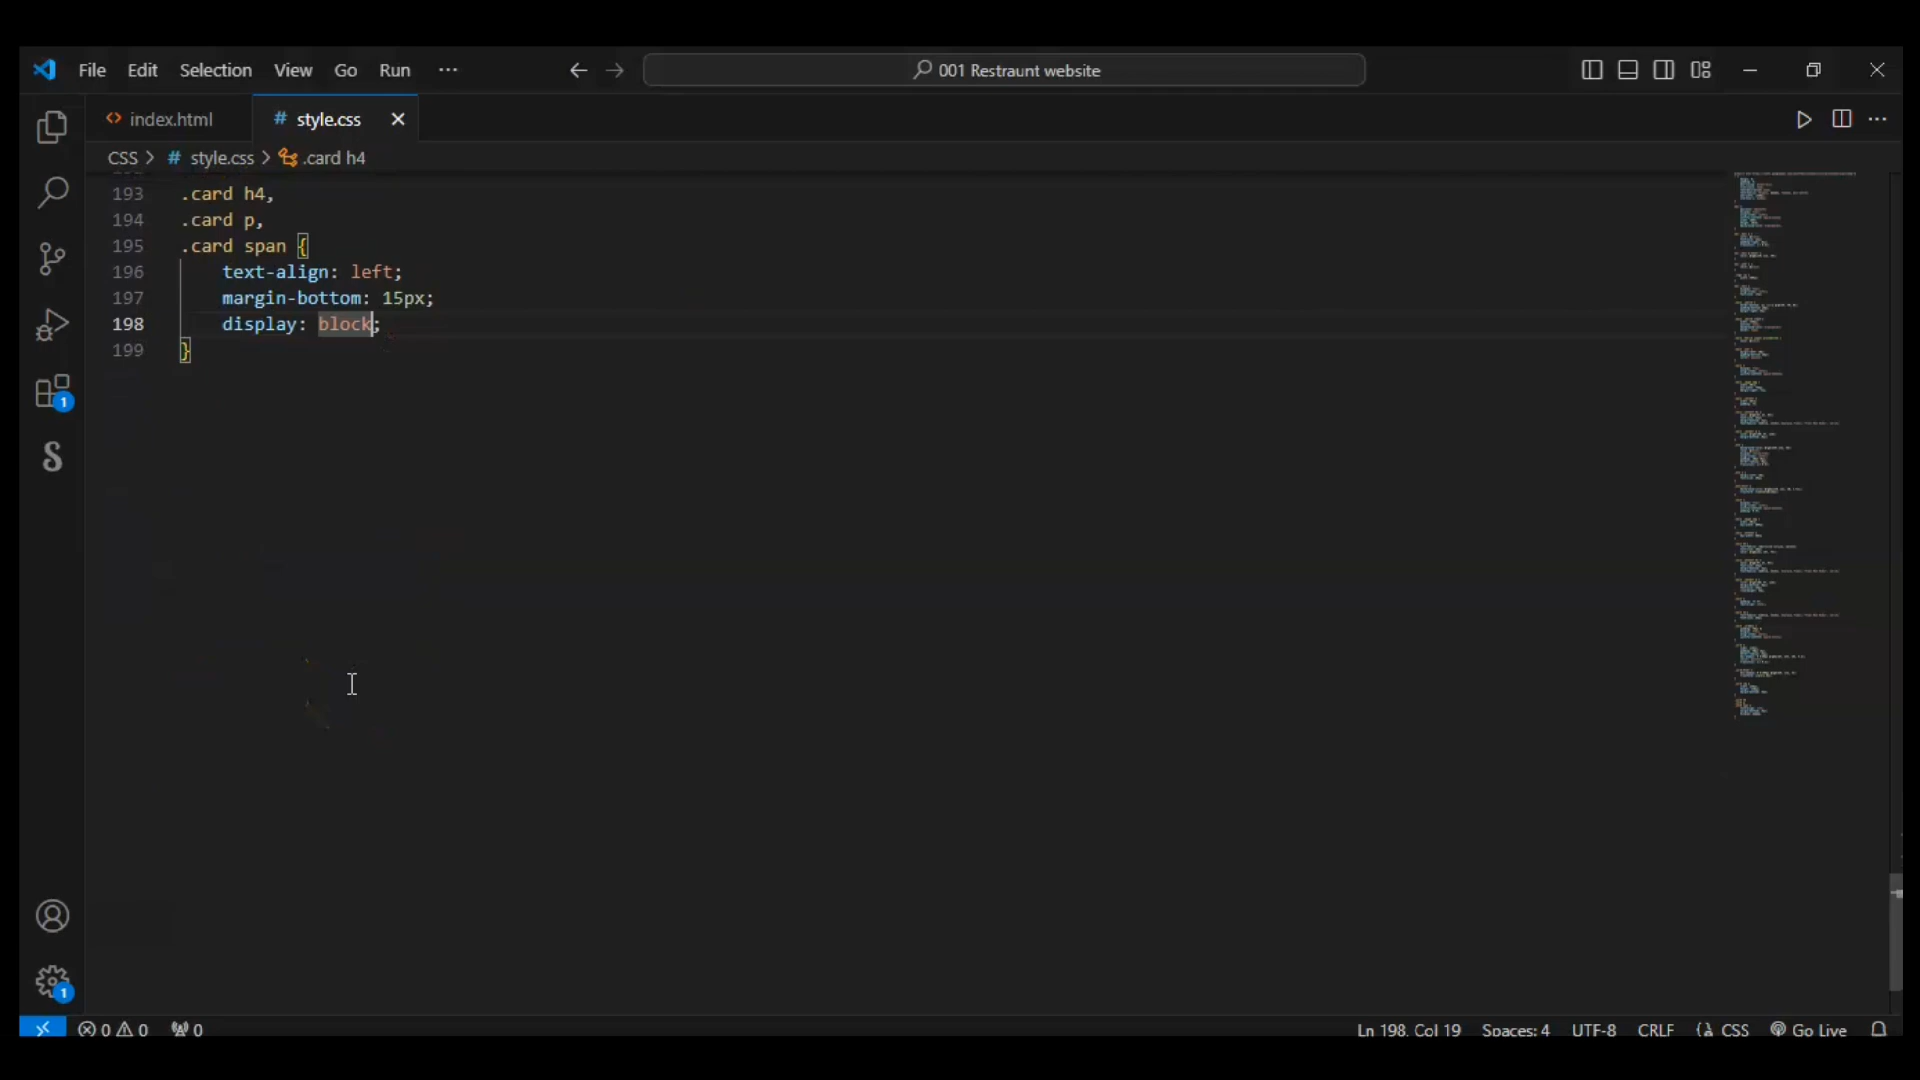 File Edit Selection View Go Run ··· 001 Restraunt website
index.html # style.css
CSS > # style.css > .card h4
193 .card h4,
194 .card p,
195 .card span {
196 text-align: left;
197 margin-bottom: 15px;
198 display: block;
199 }
1
1
0 0 0 Ln 198, Col 19 Spaces: 4 UTF-8 CRLF CSS Go Live